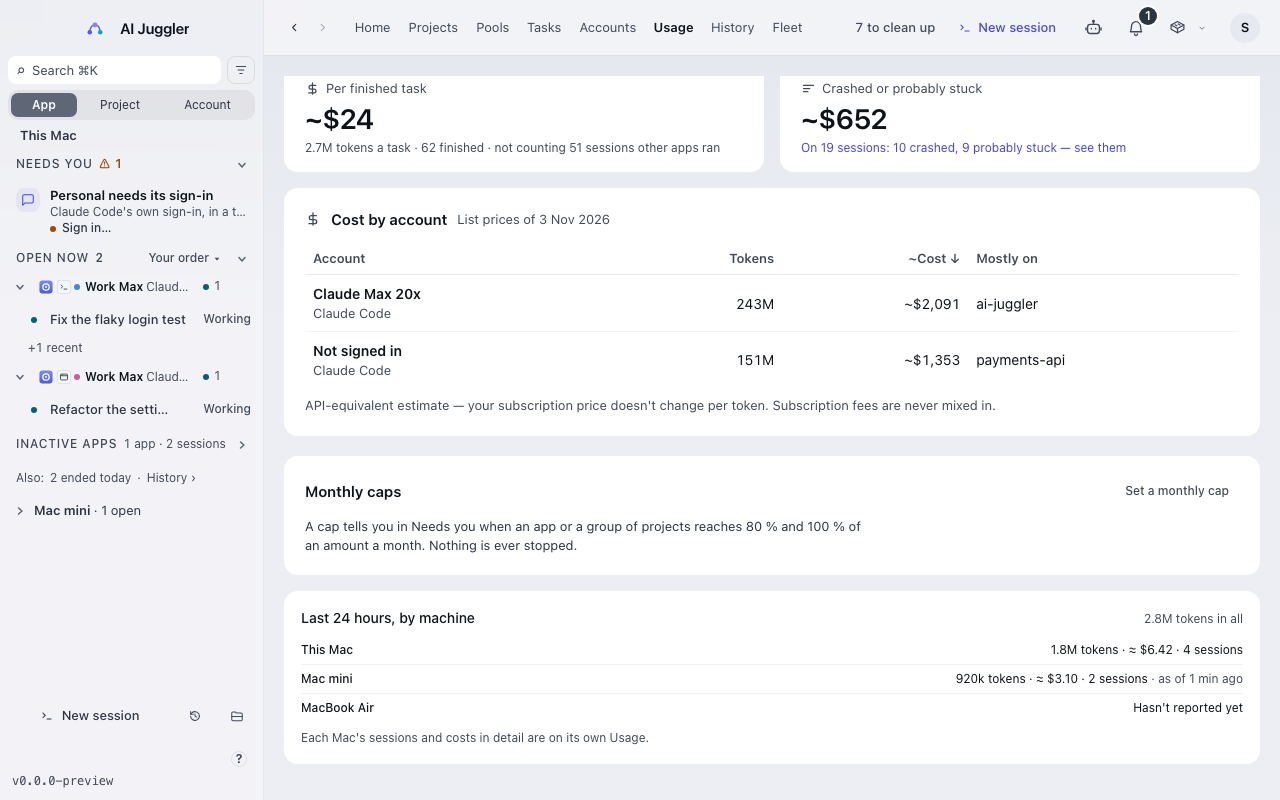 AI Juggler
Search ⌘K
App Project Account
This Mac
NEEDS YOU 1
Personal needs its sign-in
Claude Code's own sign-in, in a t…
Sign in…
OPEN NOW 2 Your order
Work Max Claud… 1
Fix the flaky login test Working
+1 recent
Work Max Claud… 1
Refactor the setti… Working
INACTIVE APPS 1 app · 2 sessions
Also: 2 ended today · History ›
Mac mini · 1 open
New session
?
v0.0.0-preview
Home Projects Pools Tasks Accounts Usage History Fleet 7 to clean up New session 1 S
Per finished task
~$24
2.7M tokens a task · 62 finished · not counting 51 sessions other apps ran
Crashed or probably stuck
~$652
On 19 sessions: 10 crashed, 9 probably stuck — see them
Cost by account List prices of 3 Nov 2026
Account Tokens ~Cost ↓ Mostly on
Claude Max 20x 243M ~$2,091 ai-juggler
Claude Code
Not signed in 151M ~$1,353 payments-api
Claude Code
API-equivalent estimate — your subscription price doesn't change per token. Subscription fees are never mixed in.
Monthly caps Set a monthly cap
A cap tells you in Needs you when an app or a group of projects reaches 80 % and 100 % of
an amount a month. Nothing is ever stopped.
Last 24 hours, by machine 2.8M tokens in all
This Mac 1.8M tokens · ≈ $6.42 · 4 sessions
Mac mini 920k tokens · ≈ $3.10 · 2 sessions · as of 1 min ago
MacBook Air Hasn't reported yet
Each Mac's sessions and costs in detail are on its own Usage.